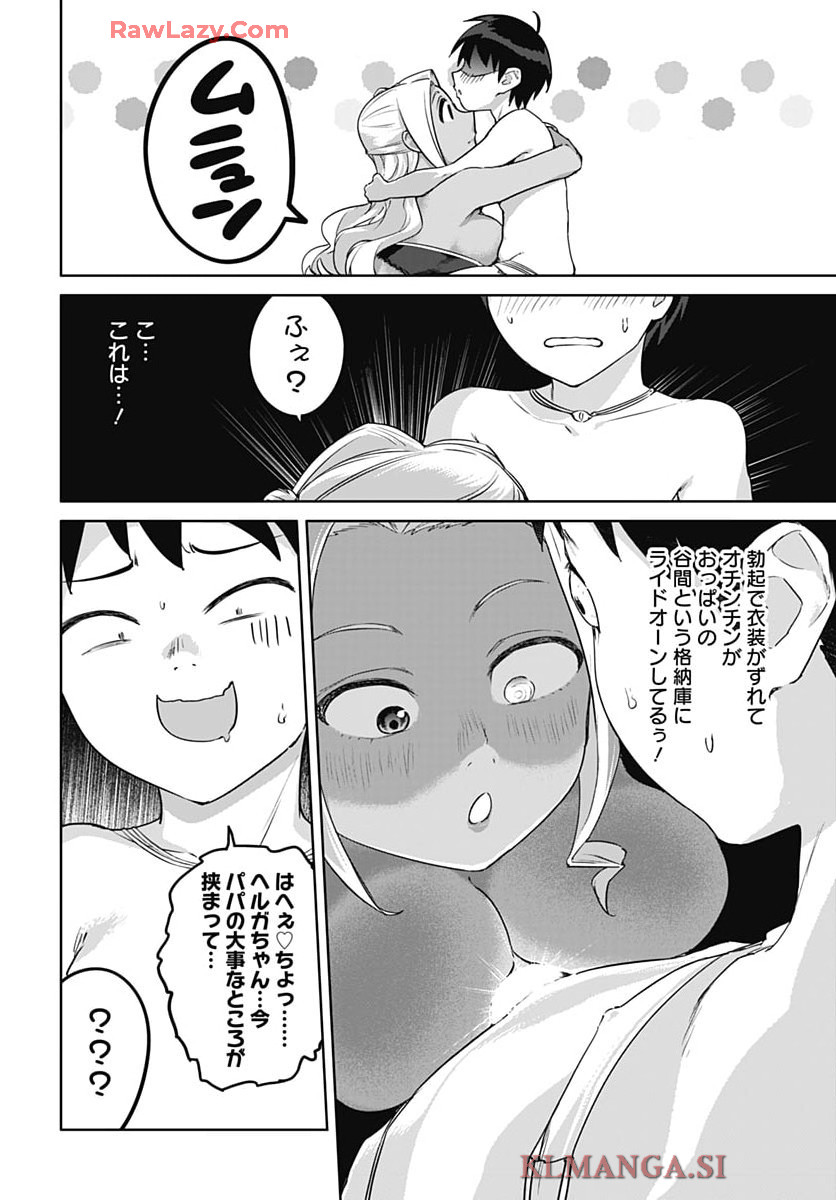 RawLazy.Com
ムニュン
ふぇ?
こ…
これは…!
勃起で衣装がずれて
オチンチンが
おっぱいの
谷間という格納庫に
ライドオーンしてるぅ!
はへぇ♡ちょっ……
ヘルガちゃん…今
パパの大事なところが
挟まって…
???
KLMANGA.SI